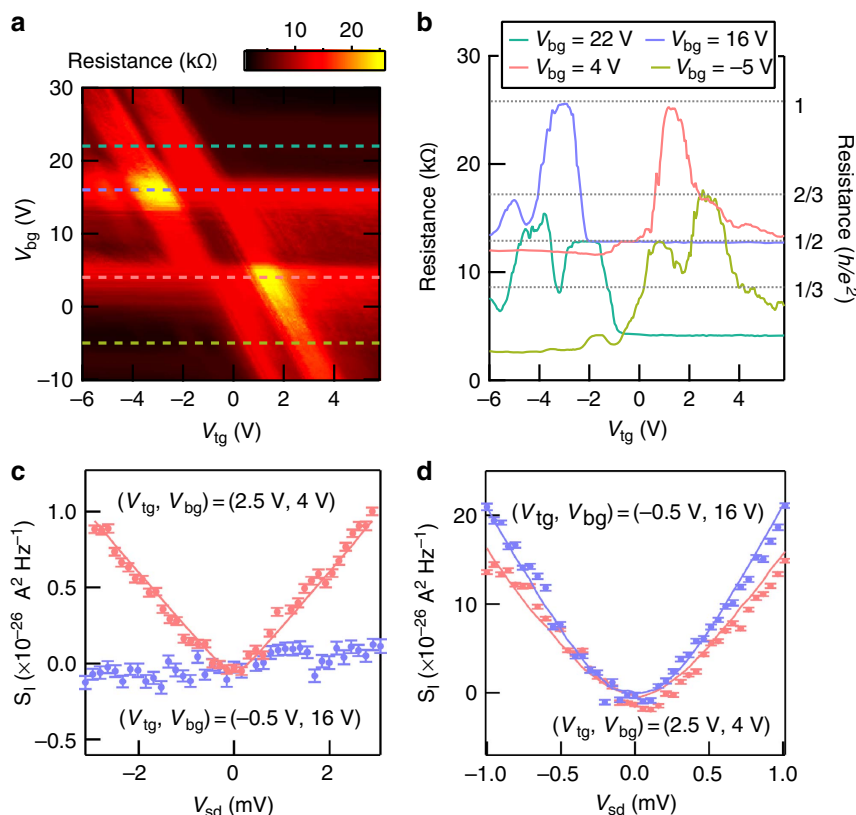 a
Resistance (kΩ)
10
20
30
20
10
0
−10
V_bg (V)
−6
−4
−2
0
2
4
6
V_tg (V)
b
V_bg = 22 V
V_bg = 16 V
V_bg = 4 V
V_bg = −5 V
30
25
20
15
10
5
0
Resistance (kΩ)
1
2/3
1/2
1/3
Resistance (h/e²)
−6
−4
−2
0
2
4
V_tg (V)
c
(V_tg, V_bg) = (2.5 V, 4 V)
1.0
0.5
0.0
−0.5
S_I (×10⁻²⁶ A² Hz⁻¹)
(V_tg, V_bg) = (−0.5 V, 16 V)
−2
0
2
V_sd (mV)
d
(V_tg, V_bg) = (−0.5 V, 16 V)
20
10
0
S_I (×10⁻²⁶ A² Hz⁻¹)
(V_tg, V_bg) = (2.5 V, 4 V)
−1.0
−0.5
0.0
0.5
1.0
V_sd (mV)